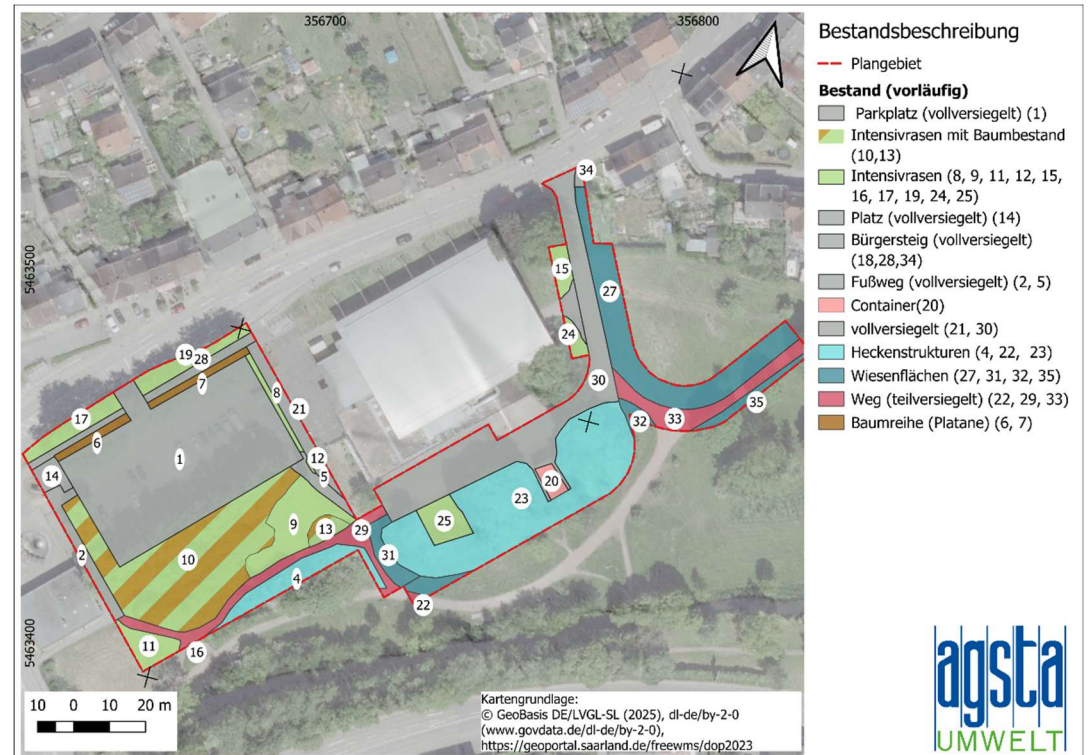 356700
356800
5463500
5463400
34
15
27
24
19
28
7
8
21
17
6
30
12
14
1
5
32
33
35
20
23
9
13
25
29
2
10
31
4
22
11
16
10 0 10 20 m
Kartengrundlage:
© GeoBasis DE/LVGL-SL (2025), dl-de/by-2-0
(www.govdata.de/dl-de/by-2-0),
https://geoportal.saarland.de/freewms/dop2023
Bestandsbeschreibung
Plangebiet
Bestand (vorläufig)
Parkplatz (vollversiegelt) (1)
Intensivrasen mit Baumbestand
(10,13)
Intensivrasen (8, 9, 11, 12, 15,
16, 17, 19, 24, 25)
Platz (vollversiegelt) (14)
Bürgersteig (vollversiegelt)
(18,28,34)
Fußweg (vollversiegelt) (2, 5)
Container(20)
vollversiegelt (21, 30)
Heckenstrukturen (4, 22, 23)
Wiesenflächen (27, 31, 32, 35)
Weg (teilversiegelt) (22, 29, 33)
Baumreihe (Platane) (6, 7)
agsta
UMWELT